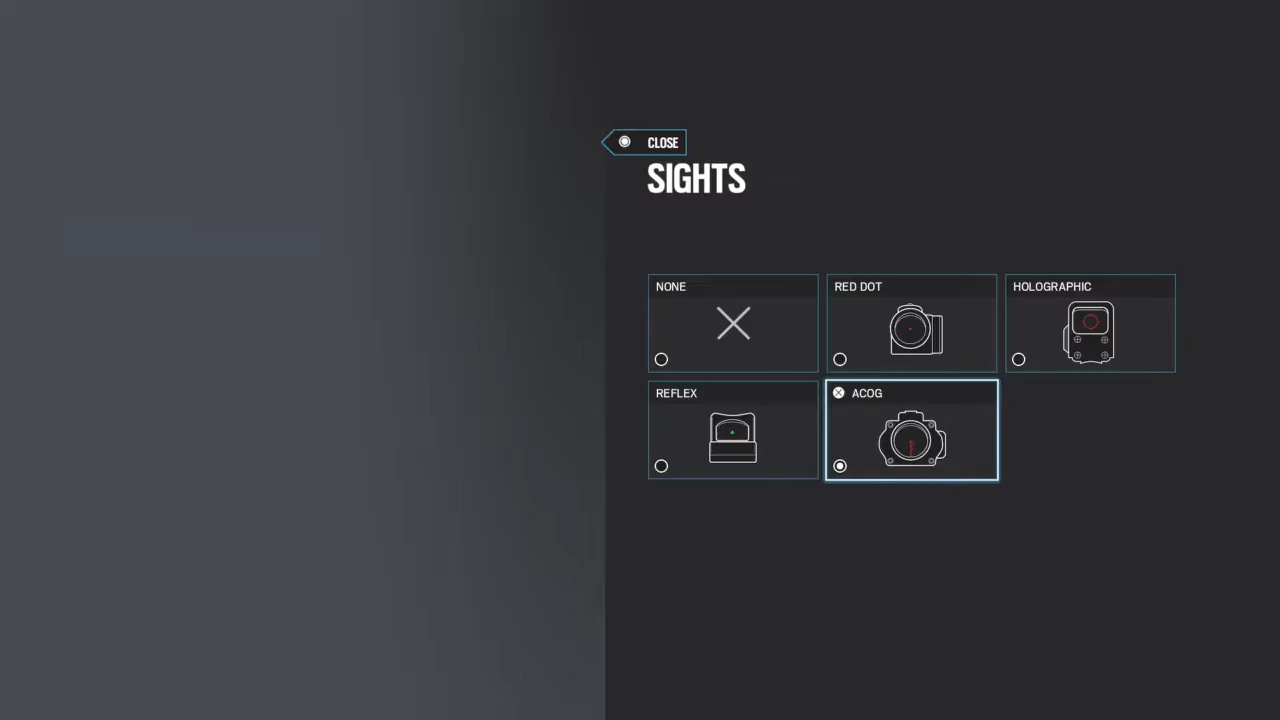 CLOSE
SIGHTS
NONE
RED DOT
HOLOGRAPHIC
REFLEX
ACOG